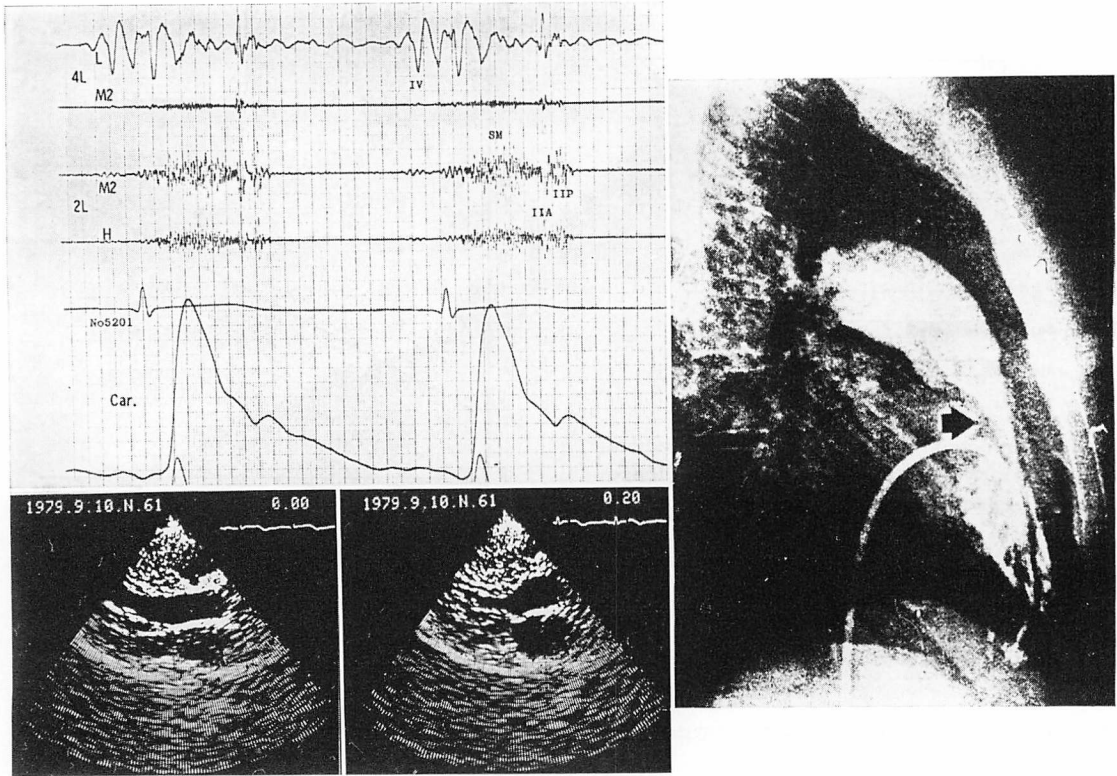 L
4L
IV
M2
SM
M2
IIP
2L
IIA
H
No5201
Car.
1979.9.10.N.61 0.00
1979.9.10.N.61 0.20